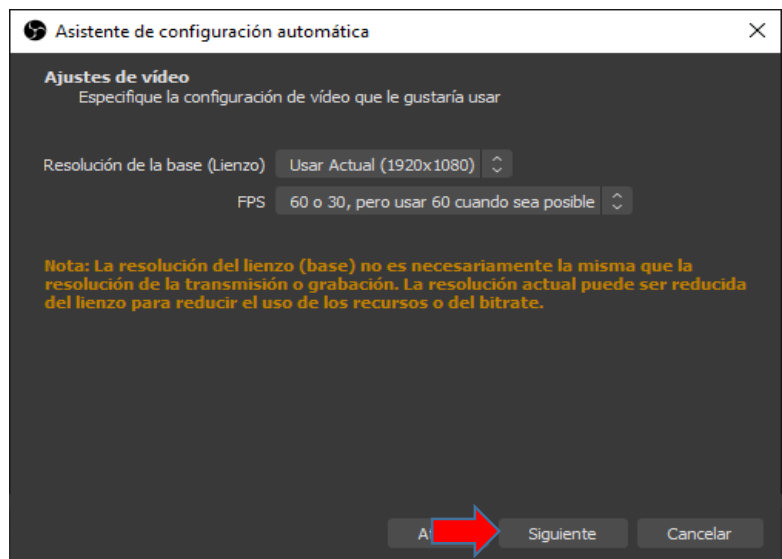 Asistente de configuración automática
Ajustes de vídeo
Especifique la configuración de vídeo que le gustaría usar
Resolución de la base (Lienzo) Usar Actual (1920x1080)
FPS 60 o 30, pero usar 60 cuando sea posible
Nota: La resolución del lienzo (base) no es necesariamente la misma que la
resolución de la transmisión o grabación. La resolución actual puede ser reducida
del lienzo para reducir el uso de los recursos o del bitrate.
Siguiente Cancelar